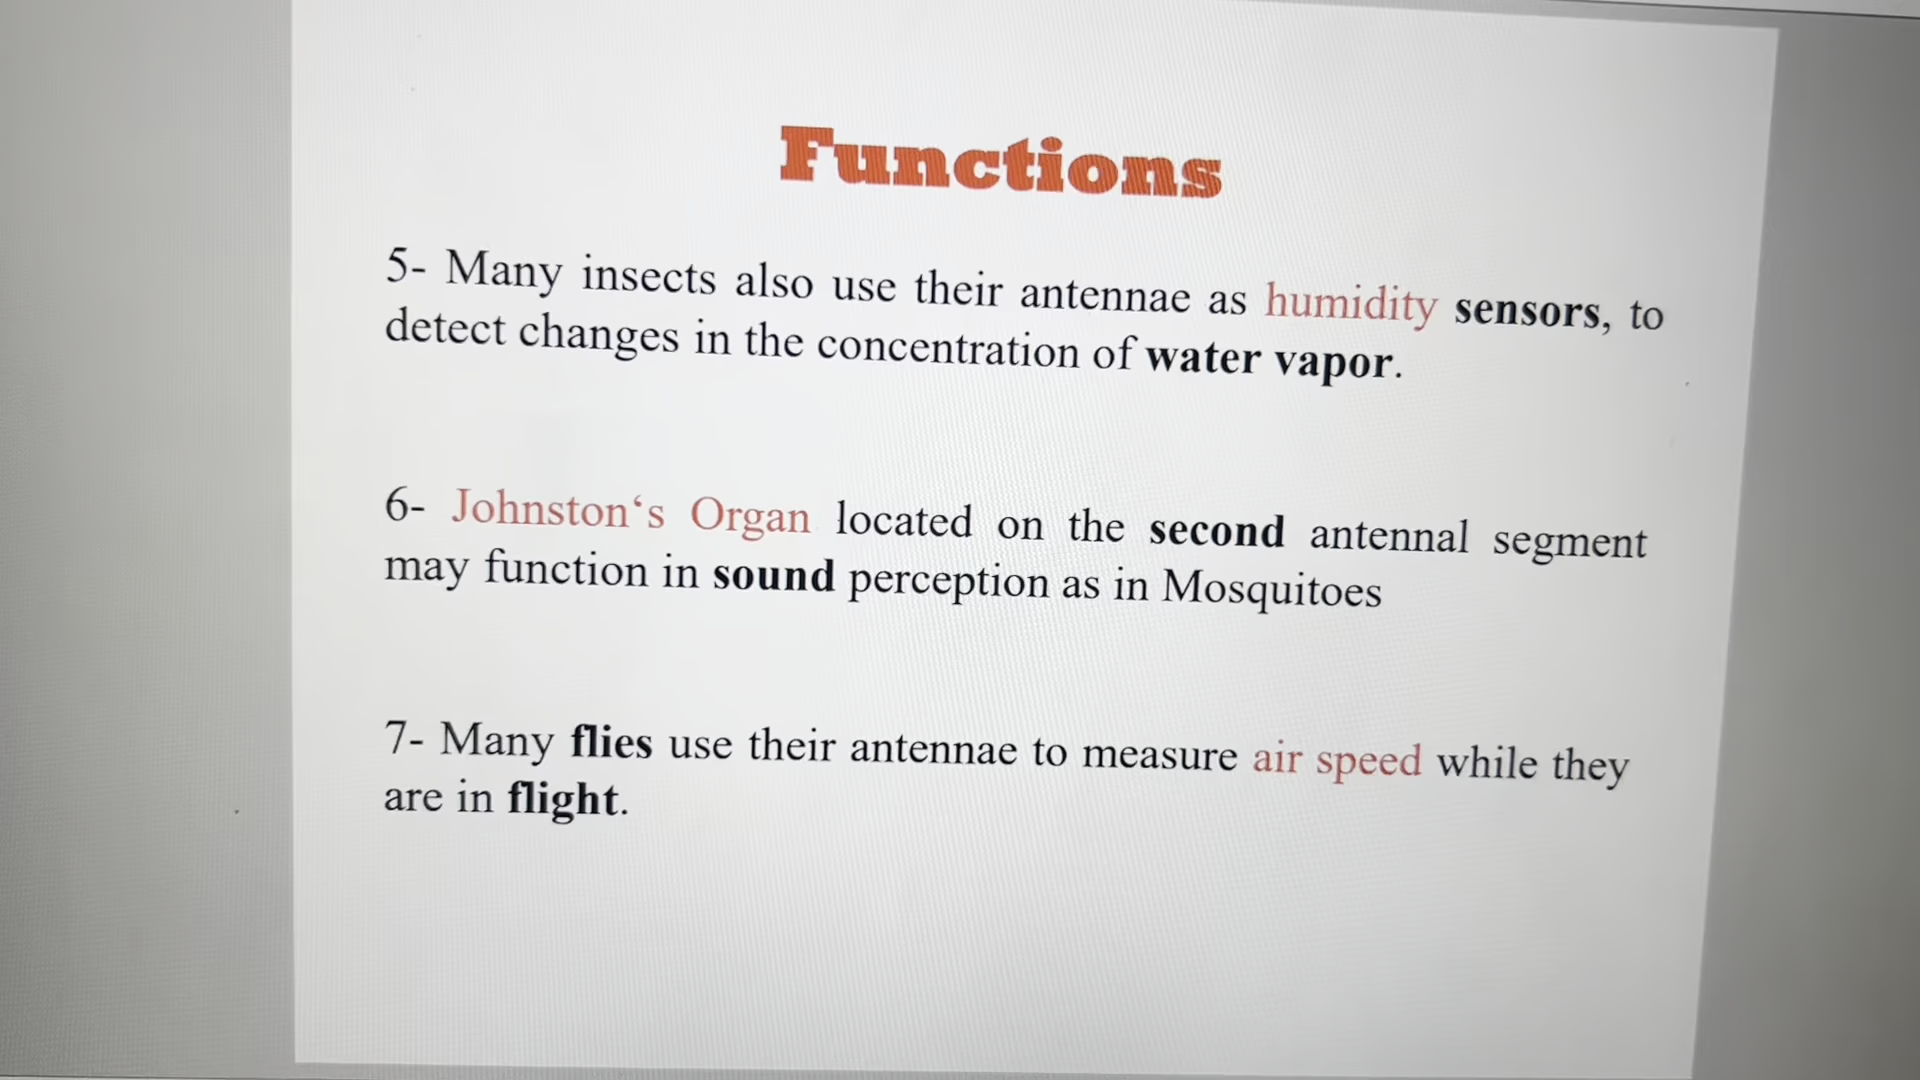 Functions
5- Many insects also use their antennae as humidity sensors, to
detect changes in the concentration of water vapor.
6- Johnston‘s Organ located on the second antennal segment
may function in sound perception as in Mosquitoes
7- Many flies use their antennae to measure air speed while they
are in flight.